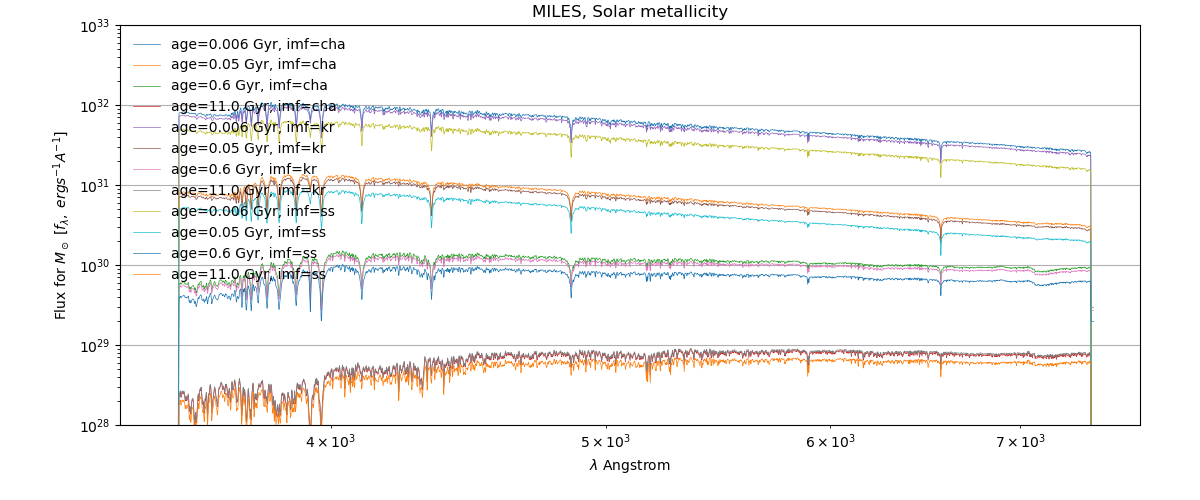 MILES, Solar metallicity
10^33
age=0.006 Gyr, imf=cha
age=0.05 Gyr, imf=cha
age=0.6 Gyr, imf=cha
10^32
age=11.0 Gyr, imf=cha
age=0.006 Gyr, imf=kr
age=0.05 Gyr, imf=kr
age=0.6 Gyr, imf=kr
10^31
age=11.0 Gyr, imf=kr
age=0.006 Gyr, imf=ss
age=0.05 Gyr, imf=ss
age=0.6 Gyr, imf=ss
10^30
age=11.0 Gyr, imf=ss
10^29
10^28
Flux for M_⊙ [f_λ, ergs^−1 A^−1]
4 × 10^3
5 × 10^3
6 × 10^3
7 × 10^3
λ Angstrom